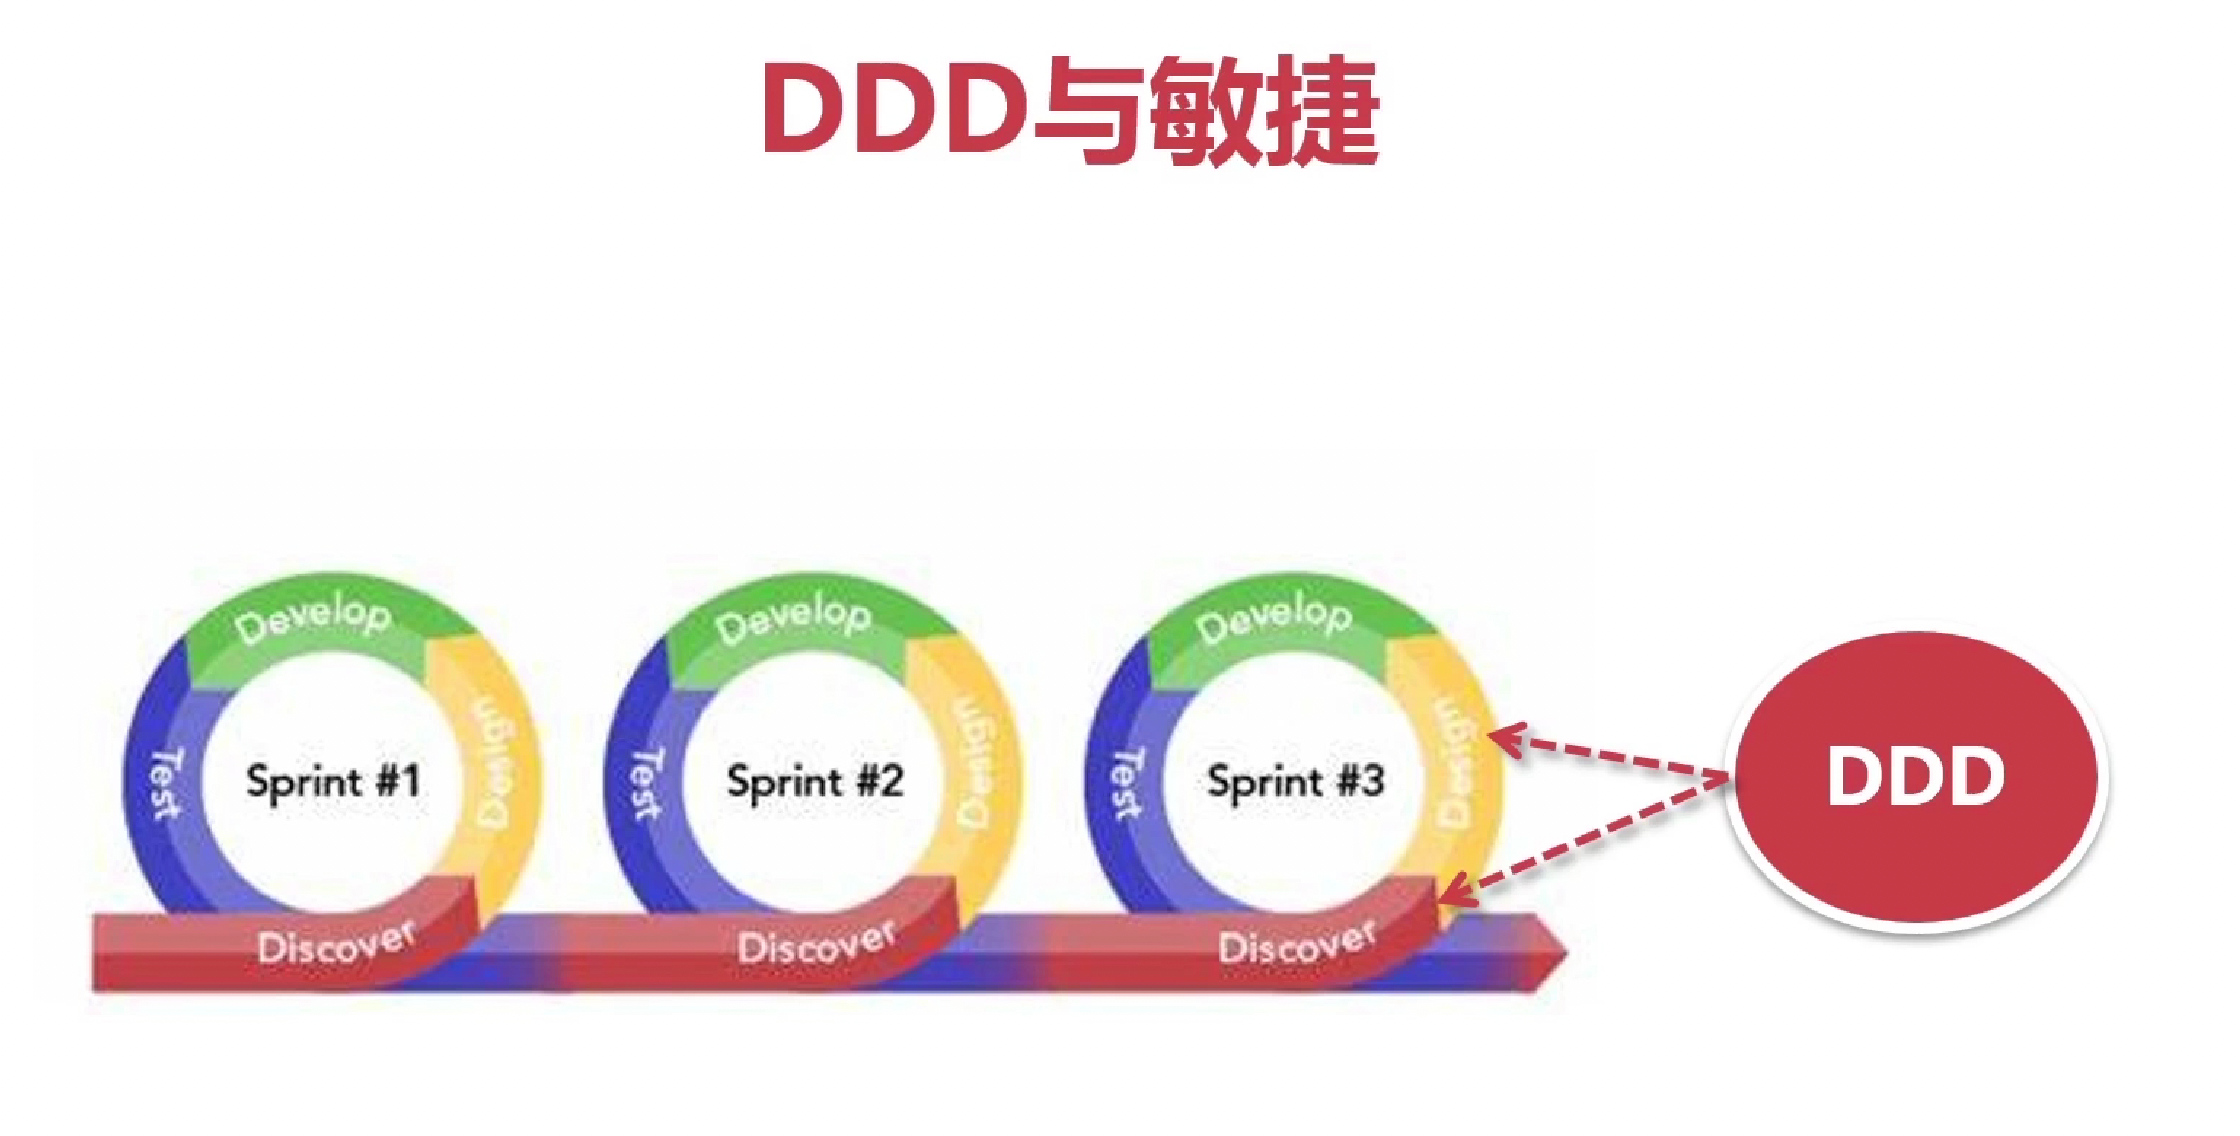 DDD与敏捷
Develop
Design
Test
Sprint #1
Discover
Develop
Design
Test
Sprint #2
Discover
Develop
Design
Test
Sprint #3
Discover
DDD